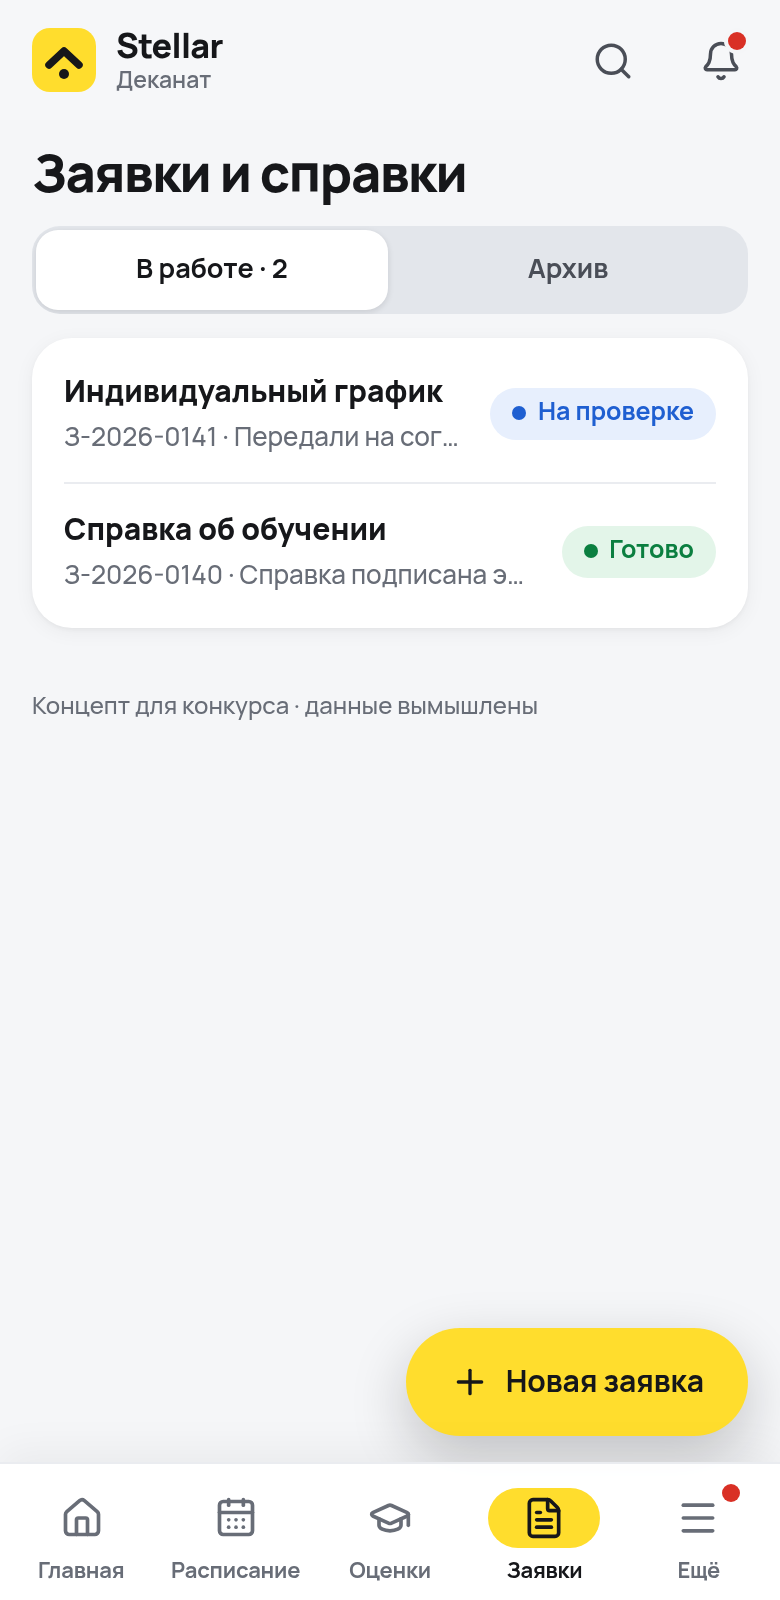 Stellar
Деканат
Заявки и справки
В работе · 2
Архив
Индивидуальный график
З-2026-0141 · Передали на сог…
На проверке
Справка об обучении
З-2026-0140 · Справка подписана э…
Готово
Концепт для конкурса · данные вымышлены
Новая заявка
Главная
Расписание
Оценки
Заявки
Ещё